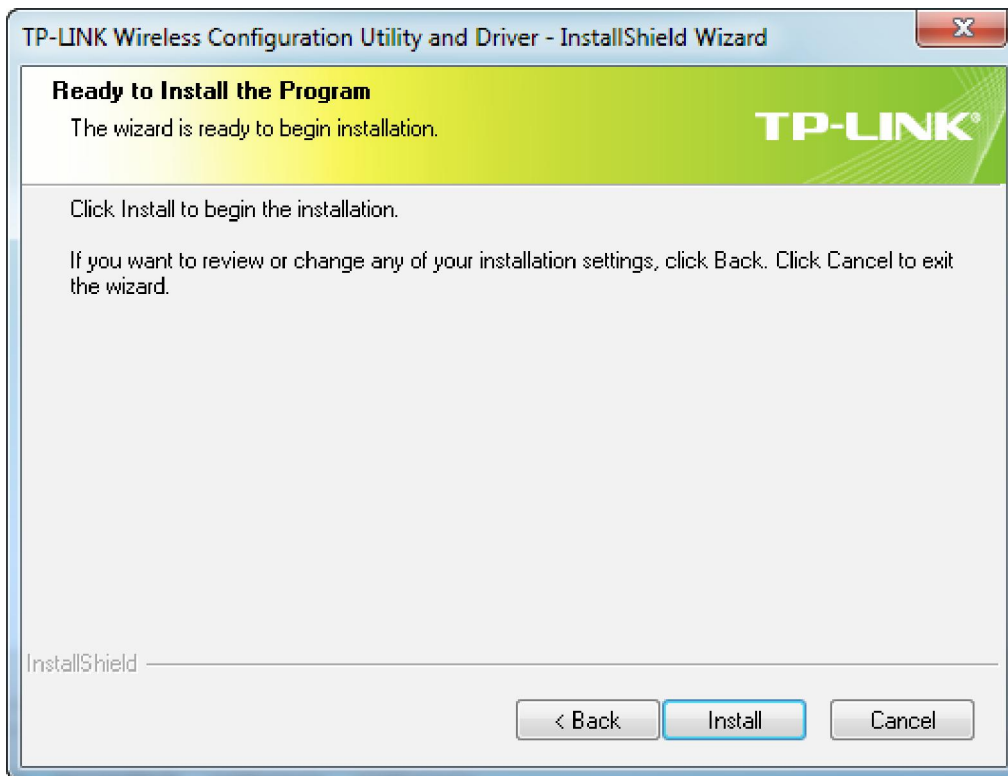 TP-LINK Wireless Configuration Utility and Driver - InstallShield Wizard
Ready to Install the Program
The wizard is ready to begin installation.
TP-LINK®
Click Install to begin the installation.
If you want to review or change any of your installation settings, click Back. Click Cancel to exit
the wizard.
InstallShield
< Back
Install
Cancel